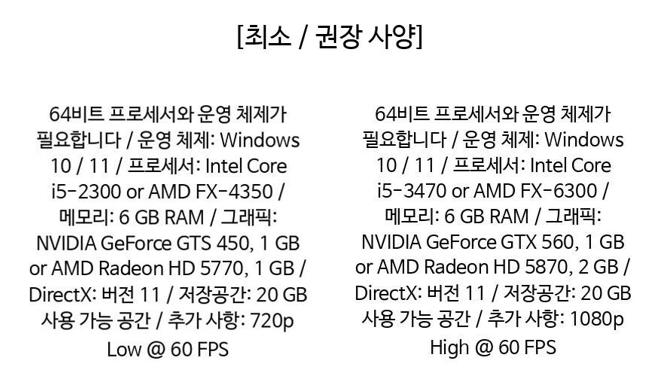 [최소 / 권장 사양]
64비트 프로세서와 운영 체제가
필요합니다 / 운영 체제: Windows
10 / 11 / 프로세서: Intel Core
i5-2300 or AMD FX-4350 /
메모리: 6 GB RAM / 그래픽:
NVIDIA GeForce GTS 450, 1 GB
or AMD Radeon HD 5770, 1 GB /
DirectX: 버전 11 / 저장공간: 20 GB
사용 가능 공간 / 추가 사항: 720p
Low @ 60 FPS
64비트 프로세서와 운영 체제가
필요합니다 / 운영 체제: Windows
10 / 11 / 프로세서: Intel Core
i5-3470 or AMD FX-6300 /
메모리: 6 GB RAM / 그래픽:
NVIDIA GeForce GTX 560, 1 GB
or AMD Radeon HD 5870, 2 GB /
DirectX: 버전 11 / 저장공간: 20 GB
사용 가능 공간 / 추가 사항: 1080p
High @ 60 FPS